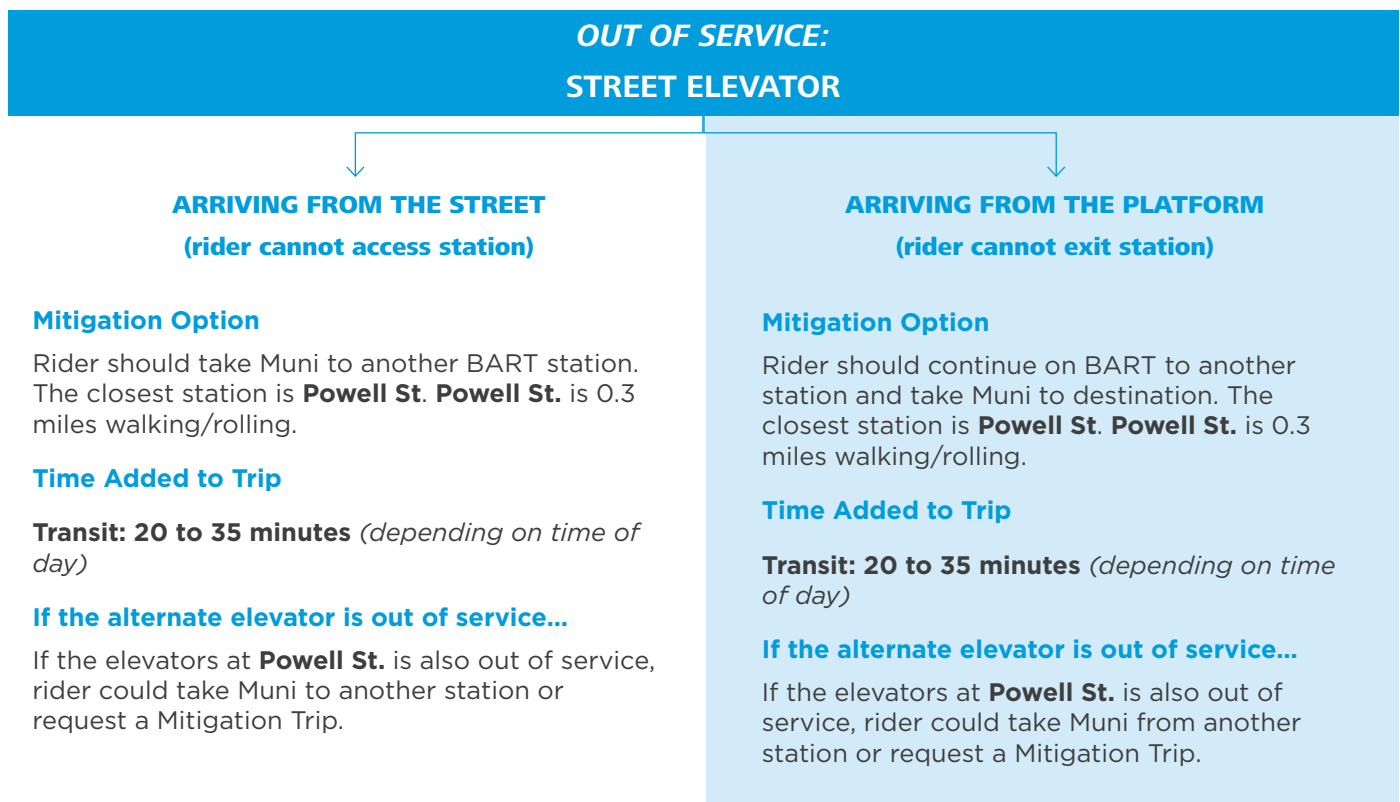 OUT OF SERVICE:
STREET ELEVATOR
ARRIVING FROM THE STREET
(rider cannot access station)
Mitigation Option
Rider should take Muni to another BART station.
The closest station is Powell St. Powell St. is 0.3
miles walking/rolling.
Time Added to Trip
Transit: 20 to 35 minutes (depending on time of
day)
If the alternate elevator is out of service...
If the elevators at Powell St. is also out of service,
rider could take Muni to another station or
request a Mitigation Trip.
ARRIVING FROM THE PLATFORM
(rider cannot exit station)
Mitigation Option
Rider should continue on BART to another
station and take Muni to destination. The
closest station is Powell St. Powell St. is 0.3
miles walking/rolling.
Time Added to Trip
Transit: 20 to 35 minutes (depending on time
of day)
If the alternate elevator is out of service...
If the elevators at Powell St. is also out of
service, rider could take Muni from another
station or request a Mitigation Trip.